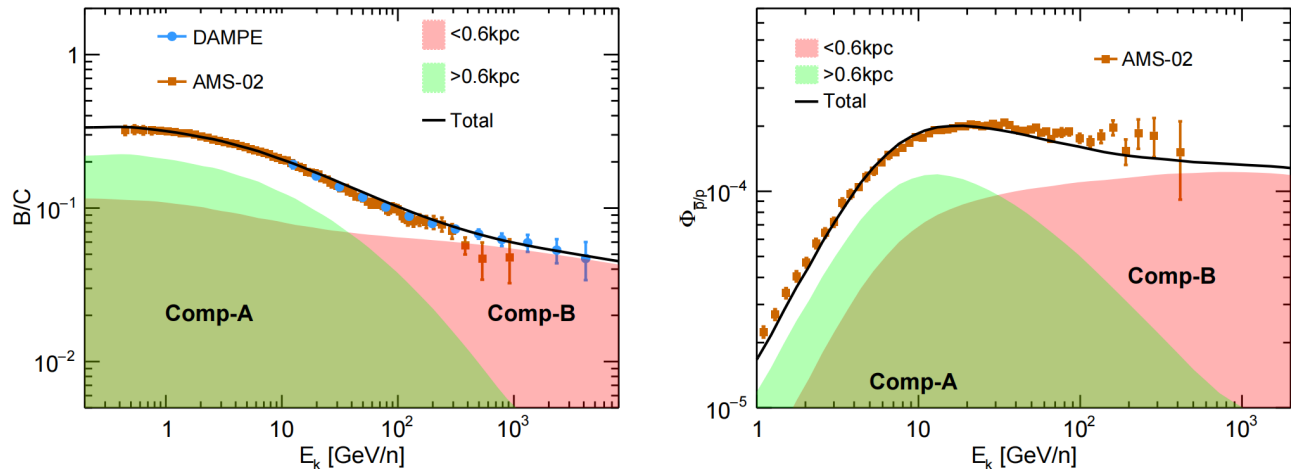 1
10⁻¹
10⁻²
B/C
DAMPE
AMS-02
<0.6kpc
>0.6kpc
Total
Comp-A
Comp-B
1 10 10² 10³
E_k [GeV/n]
10⁻⁴
10⁻⁵
Φ_p̅/p
<0.6kpc
>0.6kpc
Total
AMS-02
Comp-B
Comp-A
1 10 10² 10³
E_k [GeV/n]